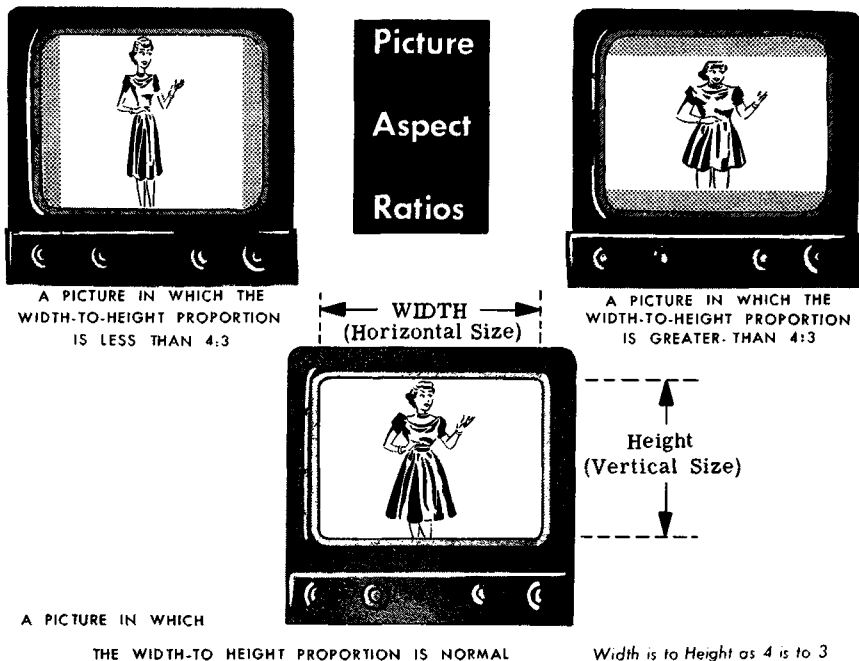 Picture
Aspect
Ratios
A PICTURE IN WHICH THE
WIDTH-TO-HEIGHT PROPORTION
IS LESS THAN 4:3
A PICTURE IN WHICH THE
WIDTH-TO-HEIGHT PROPORTION
IS GREATER-THAN 4:3
WIDTH
(Horizontal Size)
Height
(Vertical Size)
A PICTURE IN WHICH
THE WIDTH-TO HEIGHT PROPORTION IS NORMAL
Width is to Height as 4 is to 3